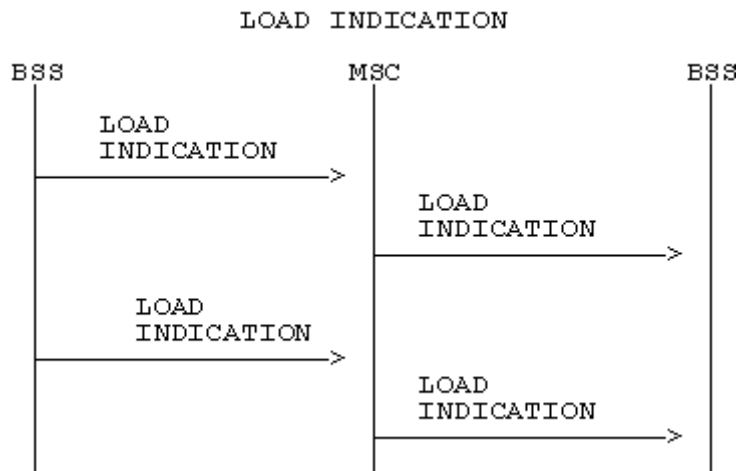 LOAD INDICATION
BSS MSC BSS
LOAD
INDICATION
LOAD
INDICATION
LOAD
INDICATION
LOAD
INDICATION